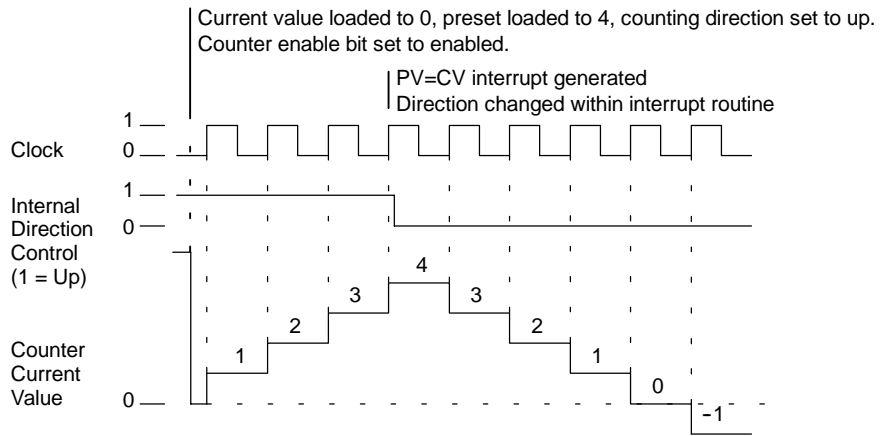 Current value loaded to 0, preset loaded to 4, counting direction set to up.
Counter enable bit set to enabled.
PV=CV interrupt generated
Direction changed within interrupt routine
1
Clock
0
1
Internal
Direction
0
Control
(1 = Up)
4
3
3
2
2
1
1
Counter
Current
Value
0
0
-1